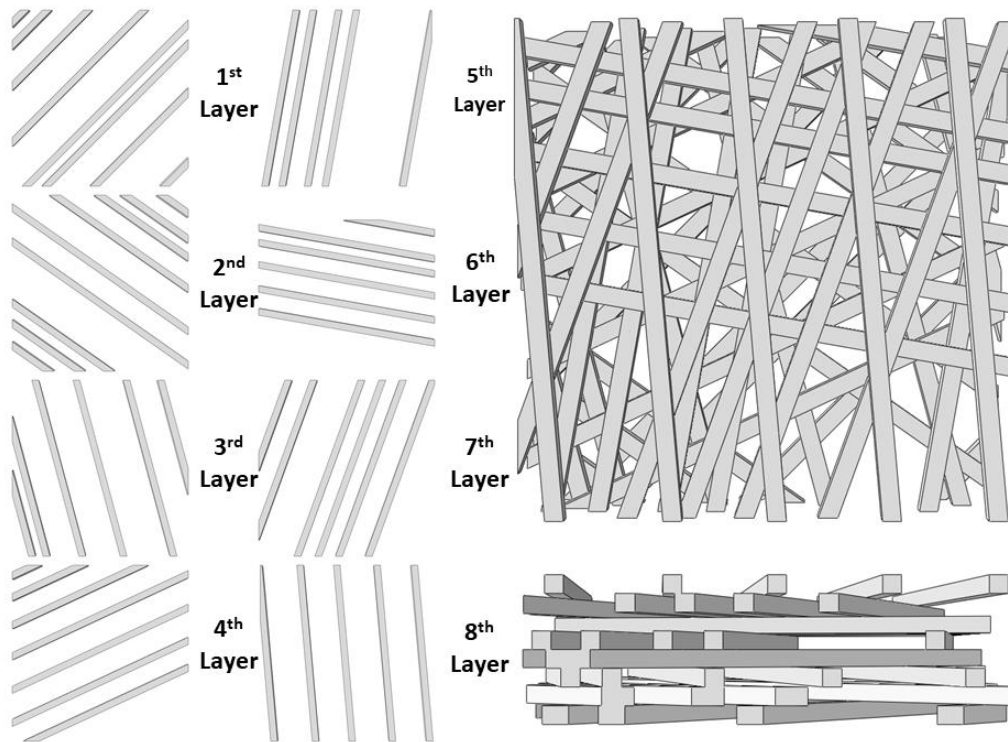 1st
Layer
5th
Layer
2nd
Layer
6th
Layer
3rd
Layer
7th
Layer
4th
Layer
8th
Layer